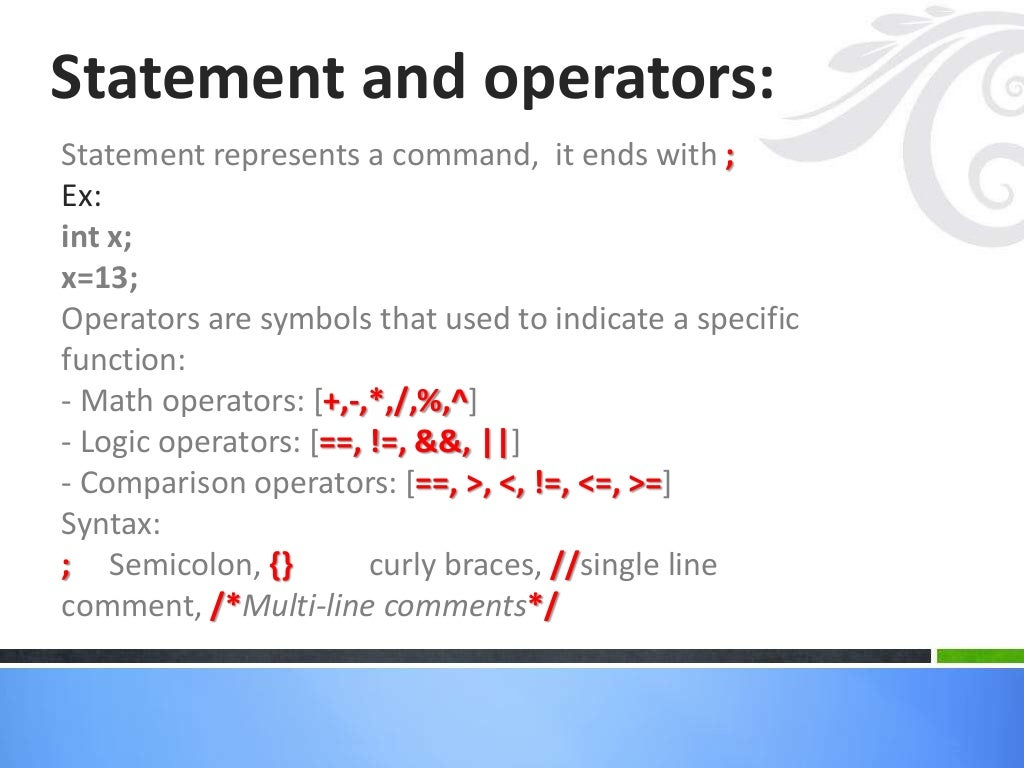 Statement and operators:
Statement represents a command,  it ends with ;
Ex:
int x;
x=13;
Operators are symbols that used to indicate a specific
function:
- Math operators: [+,-,*,/,%,^]
- Logic operators: [==, !=, &&, ||]
- Comparison operators: [==, >, <, !=, <=, >=]
Syntax:
; Semicolon, {} curly braces, //single line
comment, /*Multi-line comments*/